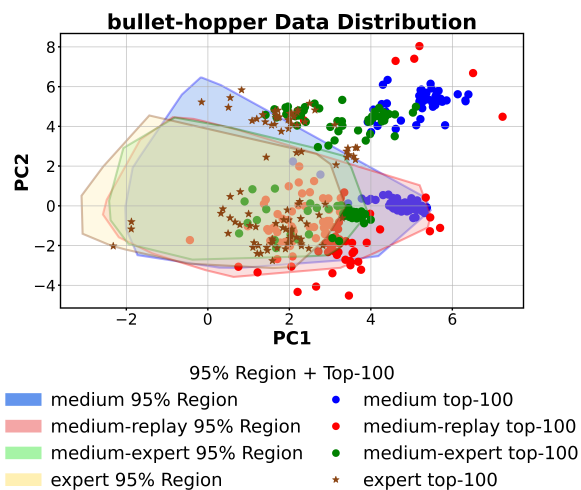 bullet-hopper Data Distribution
8
6
4
2
0
−2
−4
PC2
−2 0 2 4 6
PC1
95% Region + Top-100
medium 95% Region medium top-100
medium-replay 95% Region medium-replay top-100
medium-expert 95% Region medium-expert top-100
expert 95% Region expert top-100